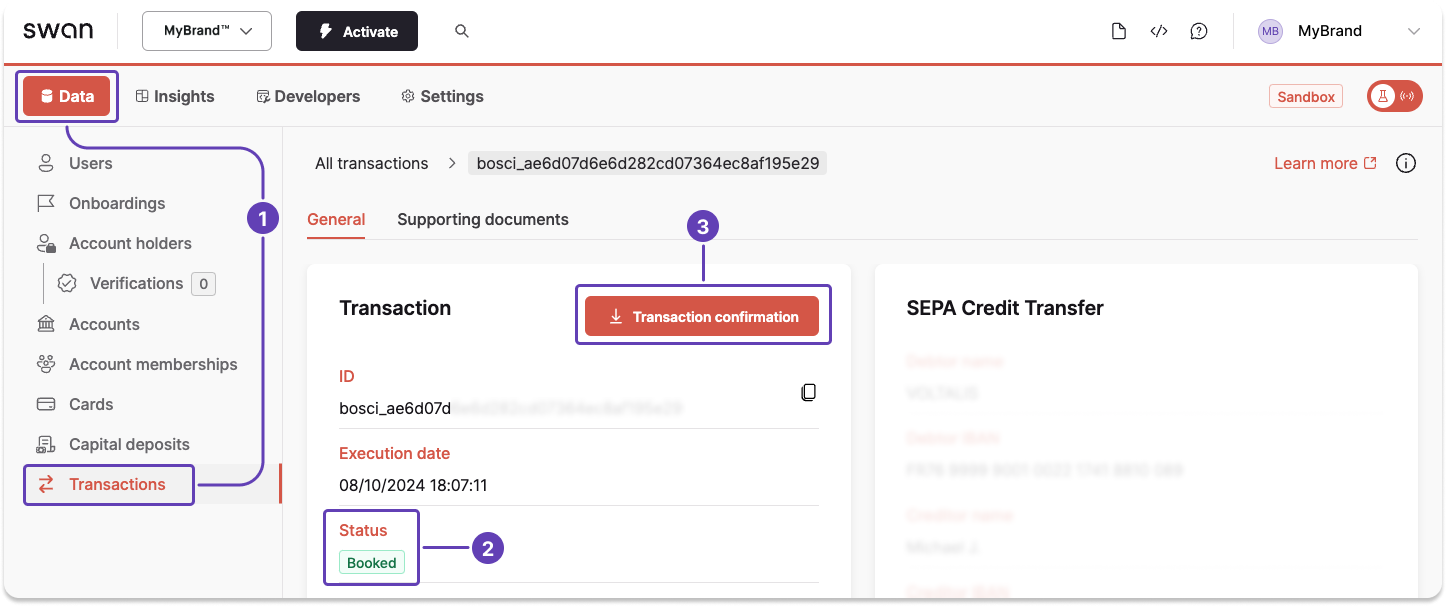 swan
MyBrand™
Activate
MB
MyBrand
Data
Insights
Developers
Settings
Sandbox
Users
Onboardings
Account holders
Verifications 0
Accounts
Account memberships
Cards
Capital deposits
Transactions
1
All transactions > bosci_ae6d07d6e6d282cd07364ec8af195e29
Learn more
General
Supporting documents
3
Transaction
Transaction confirmation
ID
bosci_ae6d07d
Execution date
08/10/2024 18:07:11
Status
Booked
2
SEPA Credit Transfer